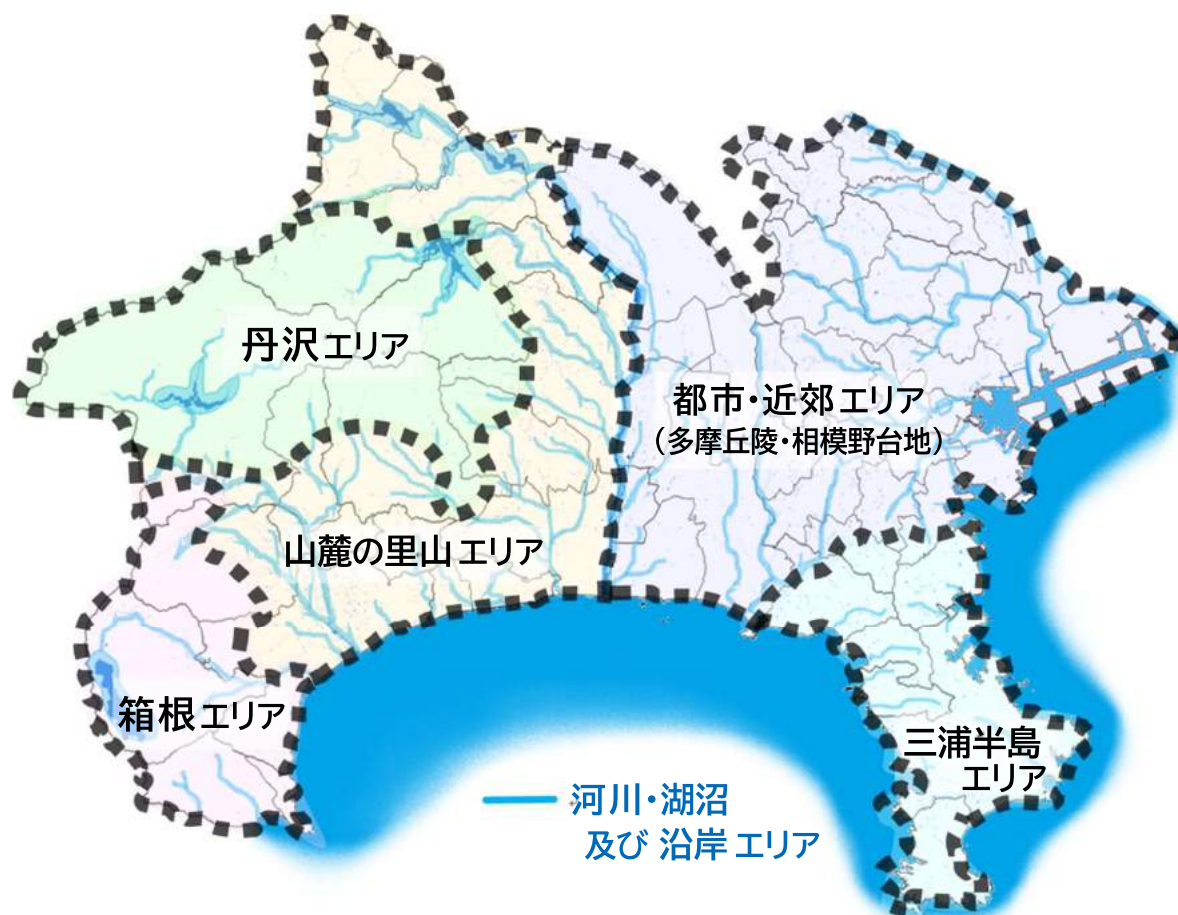 丹沢エリア
都市・近郊エリア
（多摩丘陵・相模野台地）
山麓の里山エリア
箱根エリア
三浦半島
エリア
河川・湖沼
及び 沿岸エリア